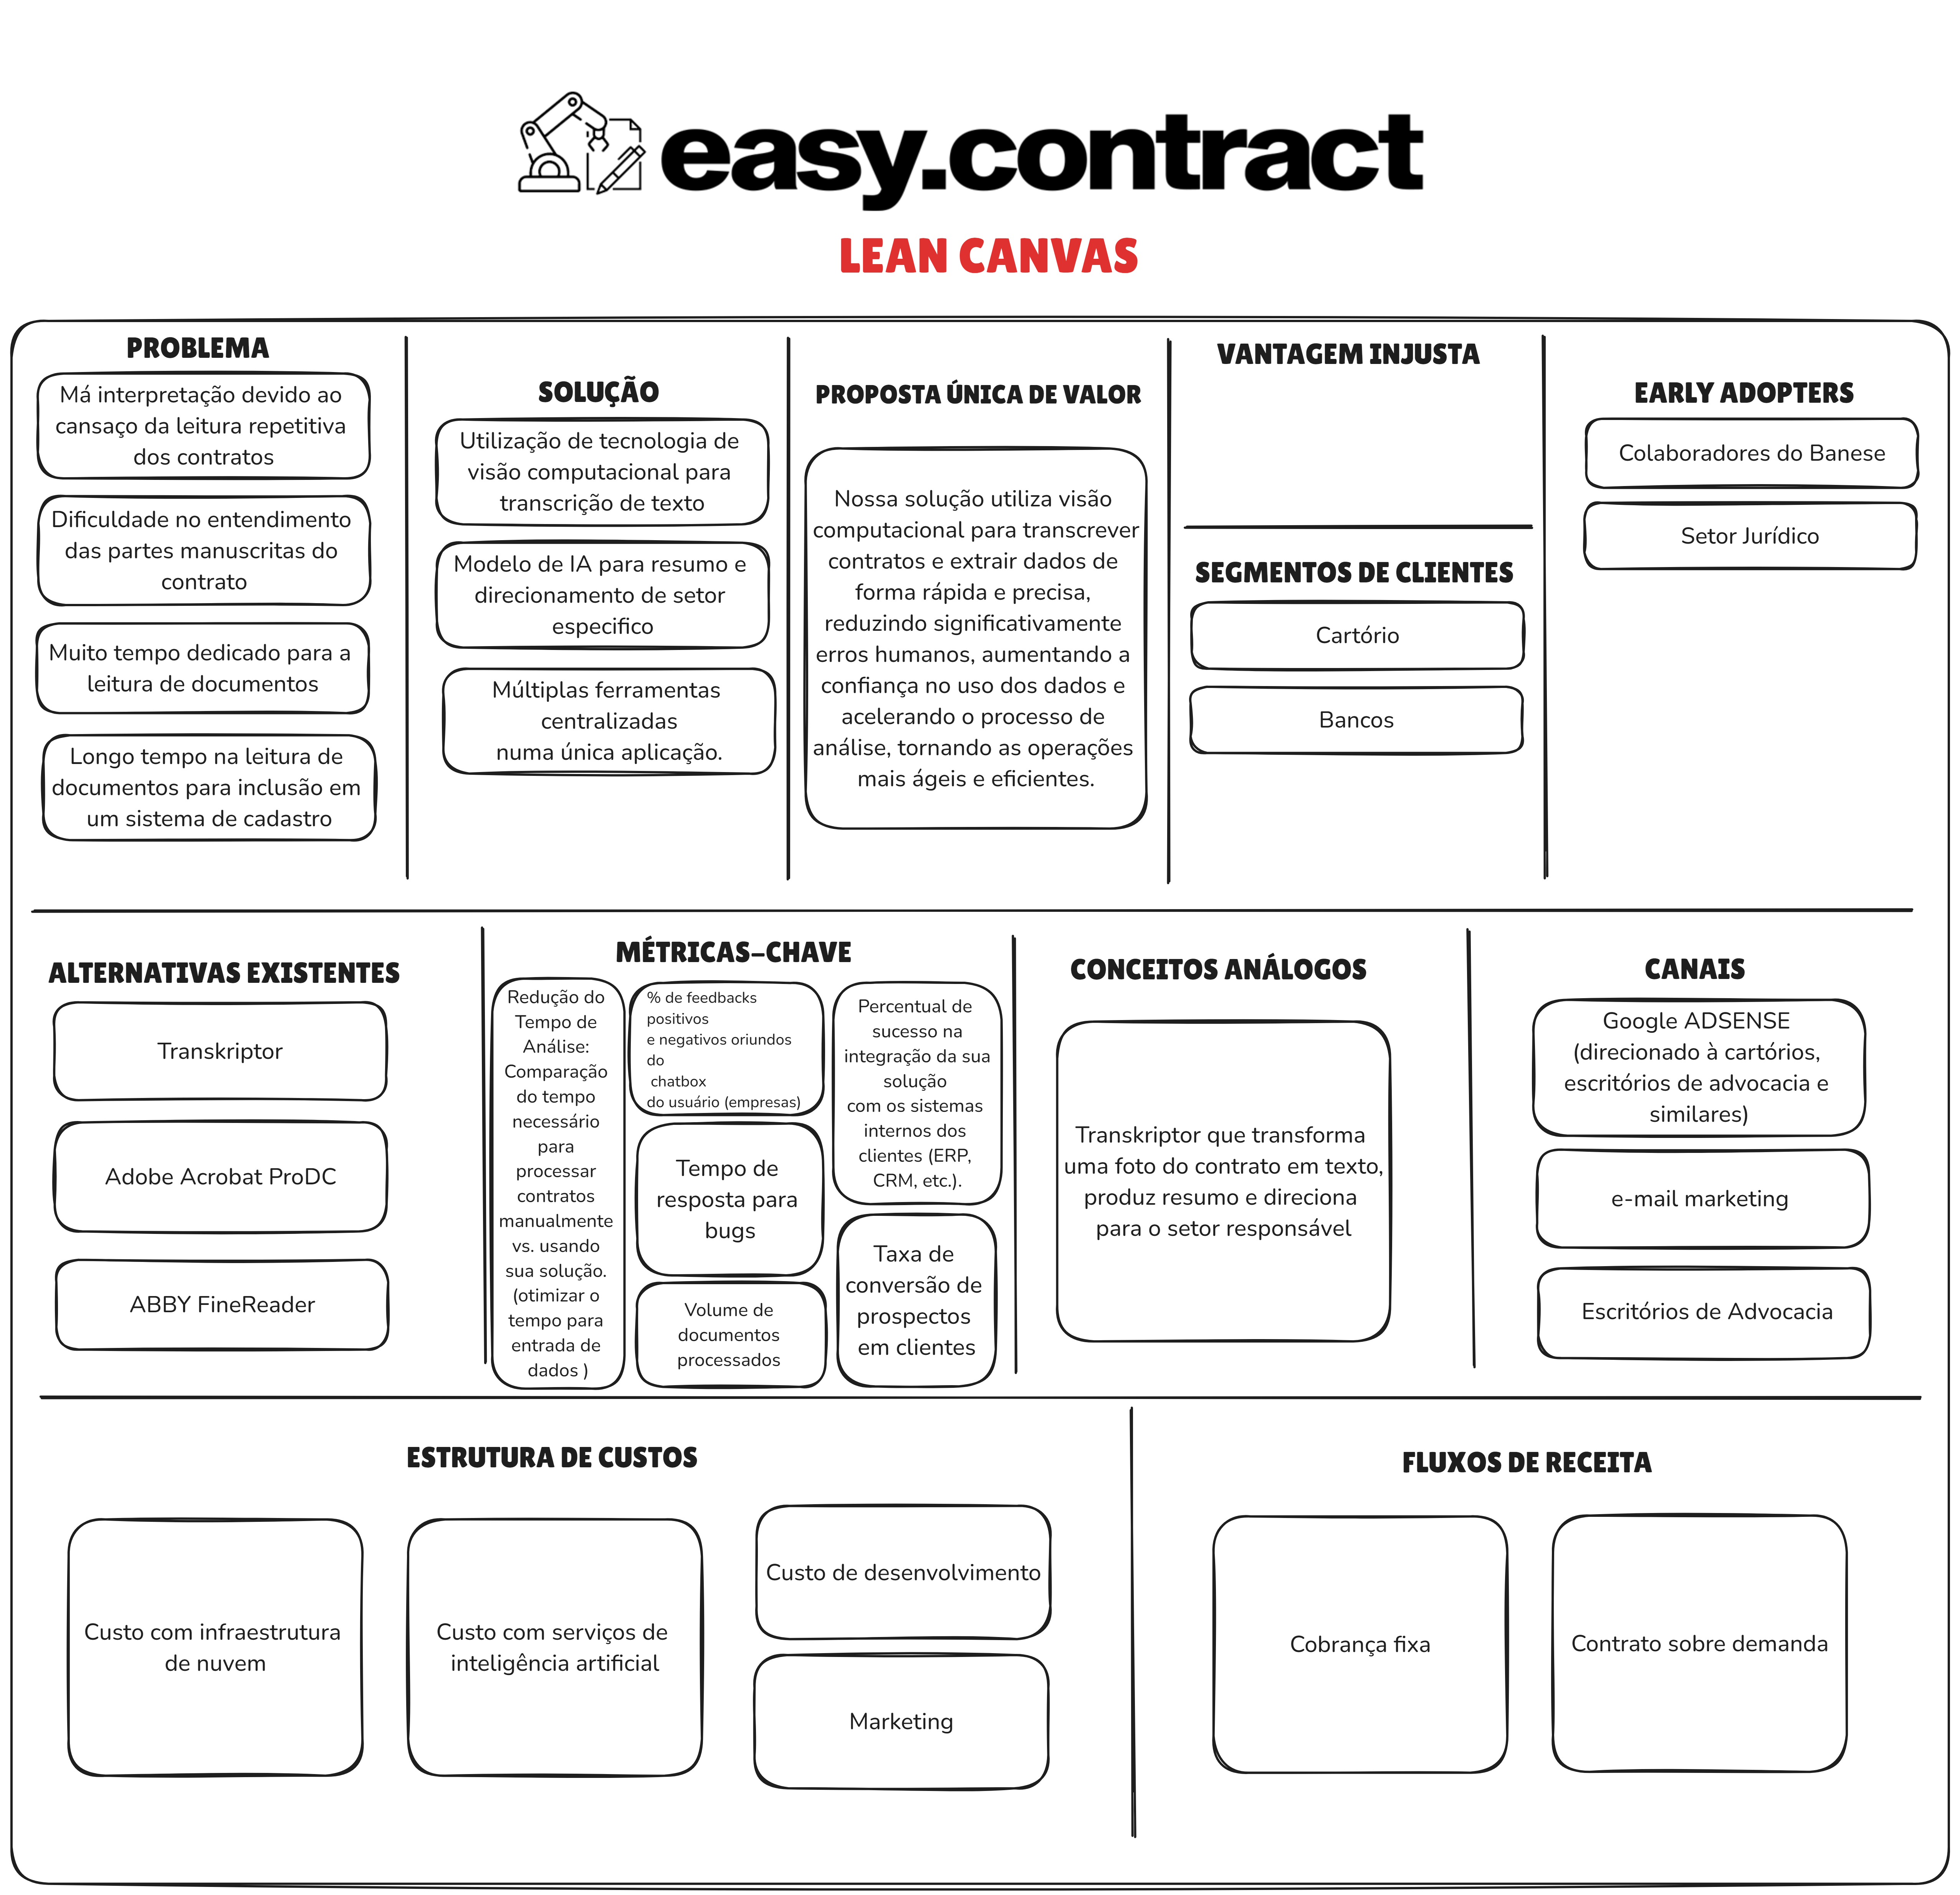 easy.contract
LEAN CANVAS
PROBLEMA
Má interpretação devido ao
cansaço da leitura repetitiva
dos contratos
Dificuldade no entendimento
das partes manuscritas do
contrato
Muito tempo dedicado para a
leitura de documentos
Longo tempo na leitura de
documentos para inclusão em
um sistema de cadastro
SOLUÇÃO
Utilização de tecnologia de
visão computacional para
transcrição de texto
Modelo de IA para resumo e
direcionamento de setor
especifico
Múltiplas ferramentas
centralizadas
numa única aplicação.
PROPOSTA ÚNICA DE VALOR
Nossa solução utiliza visão
computacional para transcrever
contratos e extrair dados de
forma rápida e precisa,
reduzindo significativamente
erros humanos, aumentando a
confiança no uso dos dados e
acelerando o processo de
análise, tornando as operações
mais ágeis e eficientes.
VANTAGEM INJUSTA
SEGMENTOS DE CLIENTES
Cartório
Bancos
EARLY ADOPTERS
Colaboradores do Banese
Setor Jurídico
ALTERNATIVAS EXISTENTES
Transkriptor
Adobe Acrobat ProDC
ABBY FineReader
MÉTRICAS-CHAVE
Redução do
Tempo de
Análise:
Comparação
do tempo
necessário
para
processar
contratos
manualmente
vs. usando
sua solução.
(otimizar o
tempo para
entrada de
dados )
% de feedbacks
positivos
e negativos oriundos
do
chatbox
do usuário (empresas)
Tempo de
resposta para
bugs
Volume de
documentos
processados
Percentual de
sucesso na
integração da sua
solução
com os sistemas
internos dos
clientes (ERP,
CRM, etc.).
Taxa de
conversão de
prospectos
em clientes
CONCEITOS ANÁLOGOS
Transkriptor que transforma
uma foto do contrato em texto,
produz resumo e direciona
para o setor responsável
CANAIS
Google ADSENSE
(direcionado à cartórios,
escritórios de advocacia e
similares)
e-mail marketing
Escritórios de Advocacia
ESTRUTURA DE CUSTOS
Custo com infraestrutura
de nuvem
Custo com serviços de
inteligência artificial
Custo de desenvolvimento
Marketing
FLUXOS DE RECEITA
Cobrança fixa
Contrato sobre demanda